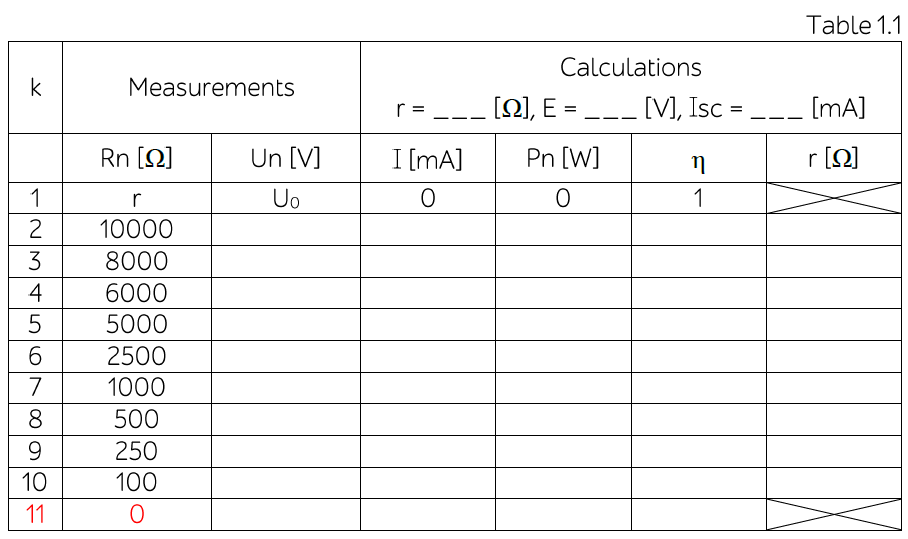 Table 1.1
k Measurements Calculations
r = ___ [Ω], E = ___ [V], Isc = ___ [mA]
Rn [Ω] Un [V] I [mA] Pn [W] η r [Ω]
1 r U₀ 0 0 1
2 10000
3 8000
4 6000
5 5000
6 2500
7 1000
8 500
9 250
10 100
11 0